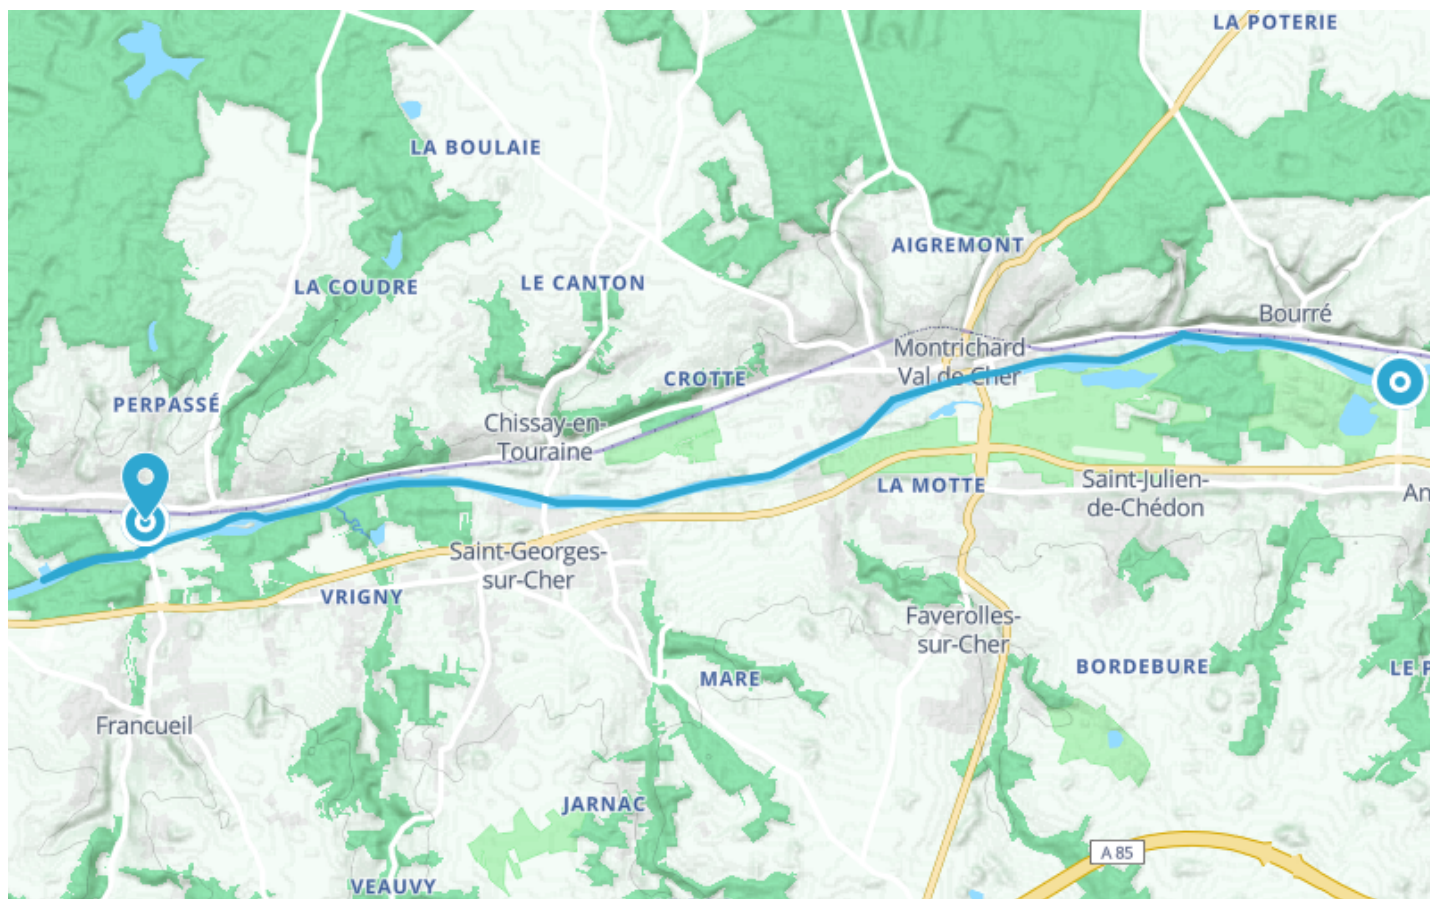 LA POTERIE
LA BOULAIE
AIGREMONT
LA COUDRE
LE CANTON
Bourré
Montrichard
Val de Cher
CROTTE
PERPASSÉ
Chissay-en-
Touraine
LA MOTTE
Saint-Julien-
de-Chédon
An
Saint-Georges-
sur-Cher
VRIGNY
Faverolles-
sur-Cher
BORDEBURE
LE P
MARE
Francueil
JARNAC
A 85
VEAUVY